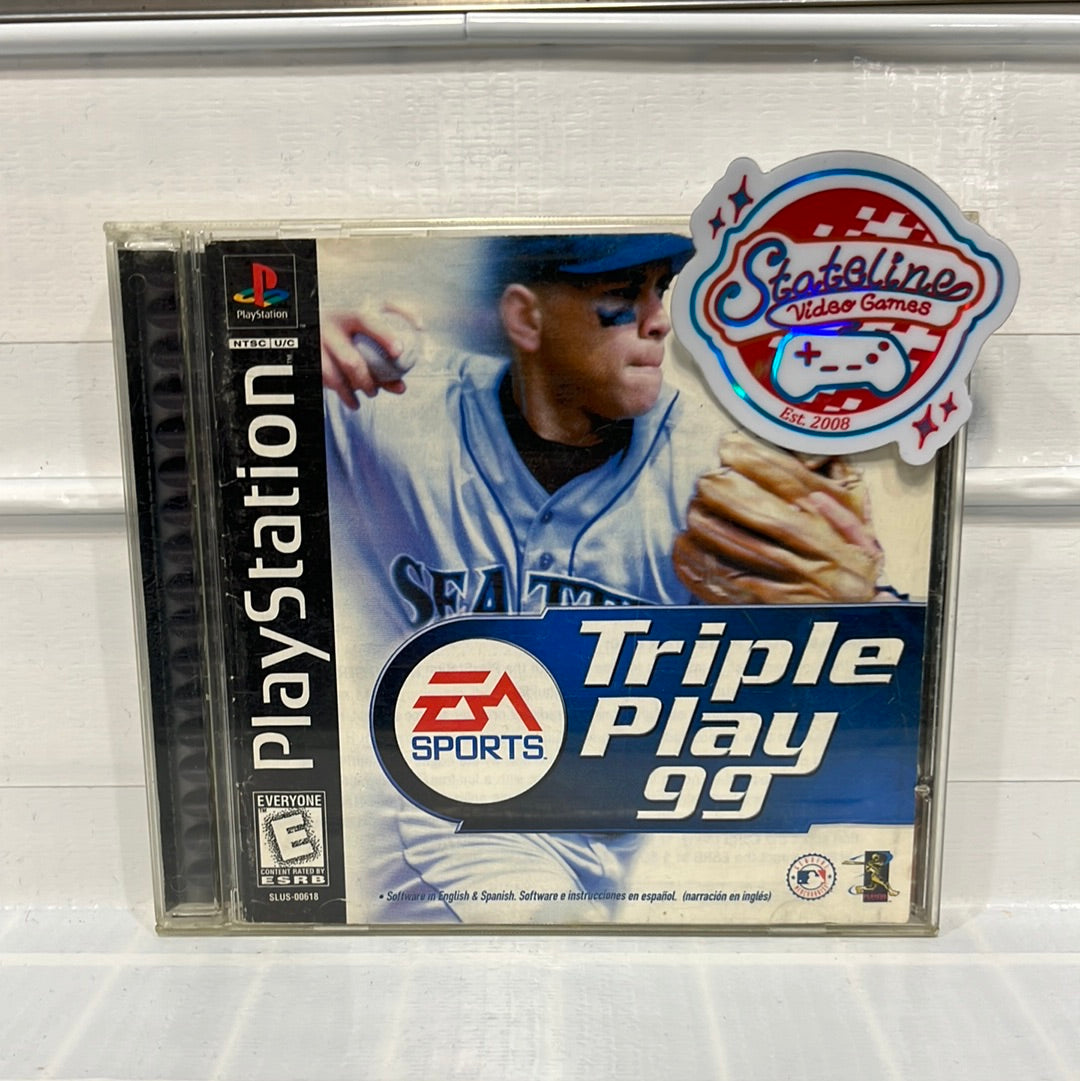 PlayStation
NTSC U/C
PlayStation
EVERYONE
E
CONTENT RATED BY
ESRB
SLUS-00618
Stateline
Video Games
Est. 2008
SEATT
EA
SPORTS
Triple
Play
99
• Software in English & Spanish. Software e instrucciones en español. (narración en inglés)